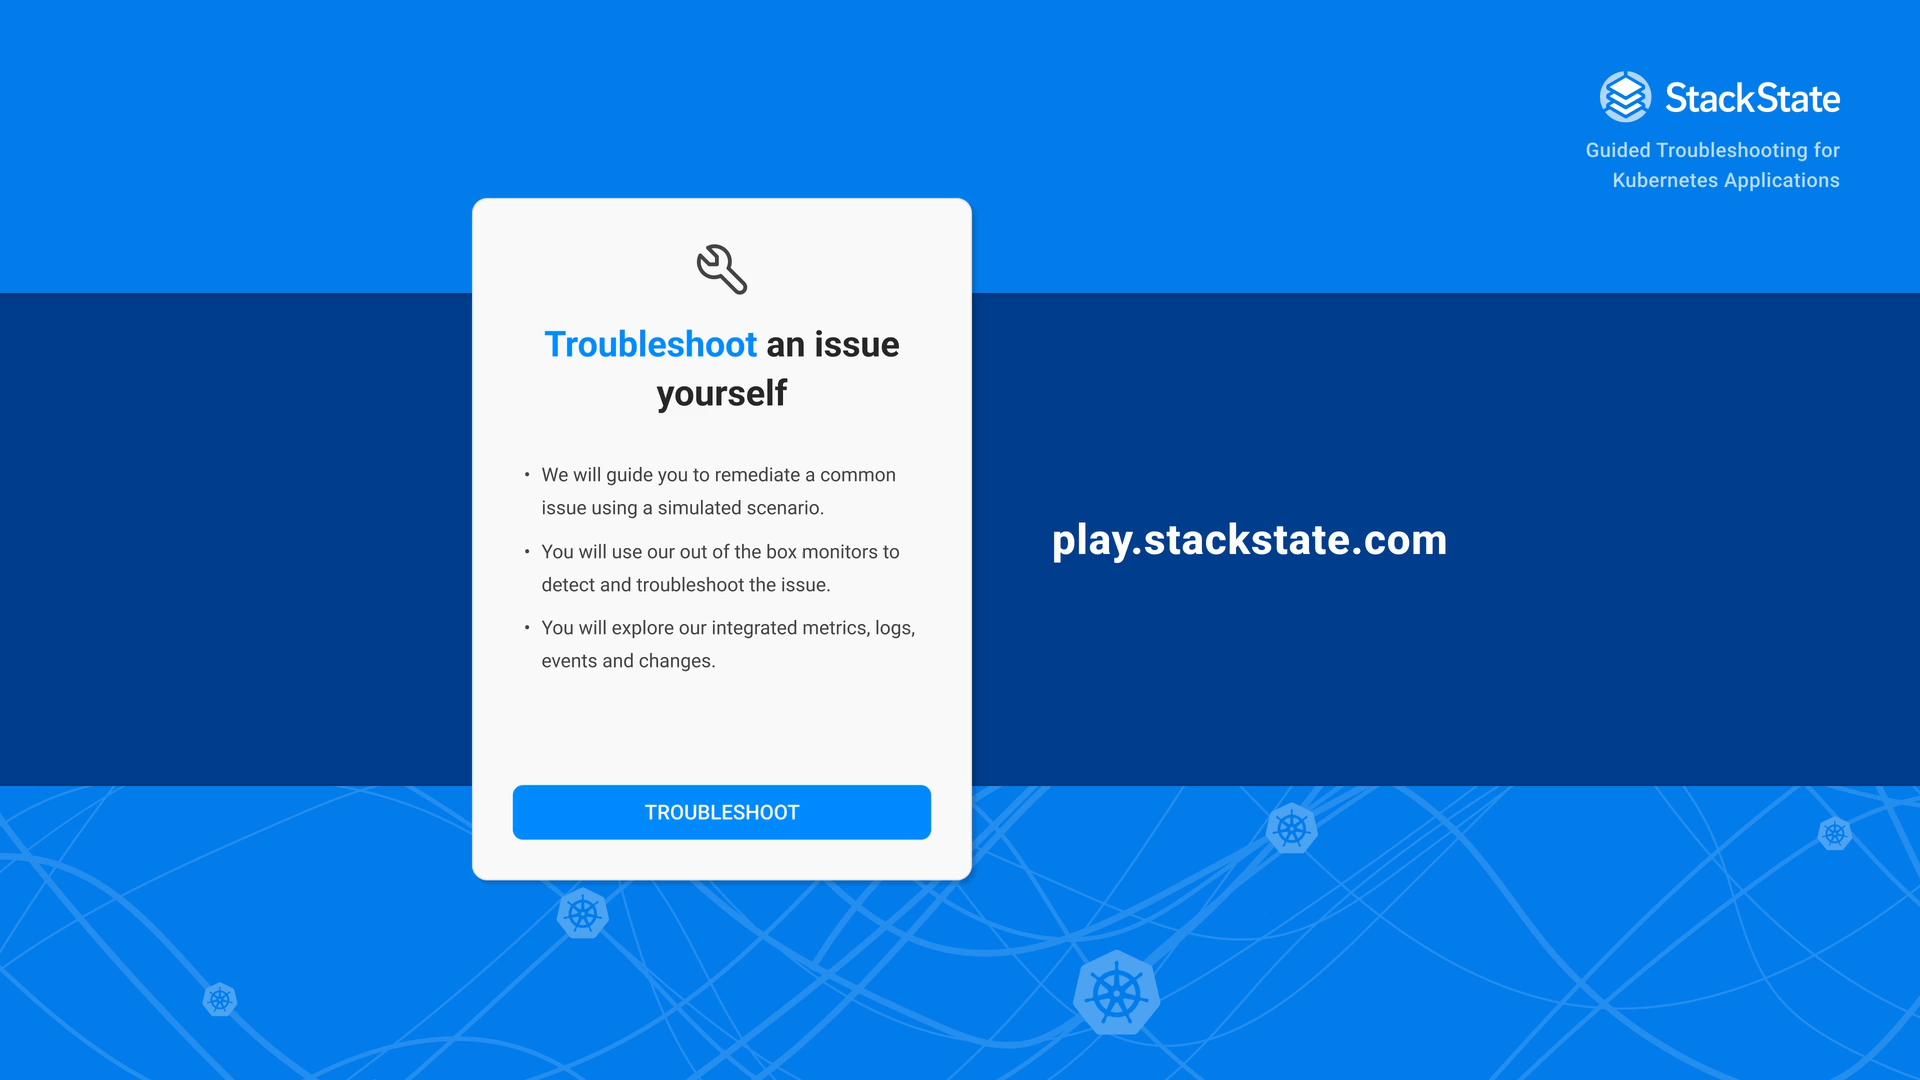 StackState
Guided Troubleshooting for
Kubernetes Applications
Troubleshoot an issue
yourself
• We will guide you to remediate a common
issue using a simulated scenario.
• You will use our out of the box monitors to
detect and troubleshoot the issue.
• You will explore our integrated metrics, logs,
events and changes.
TROUBLESHOOT
play.stackstate.com